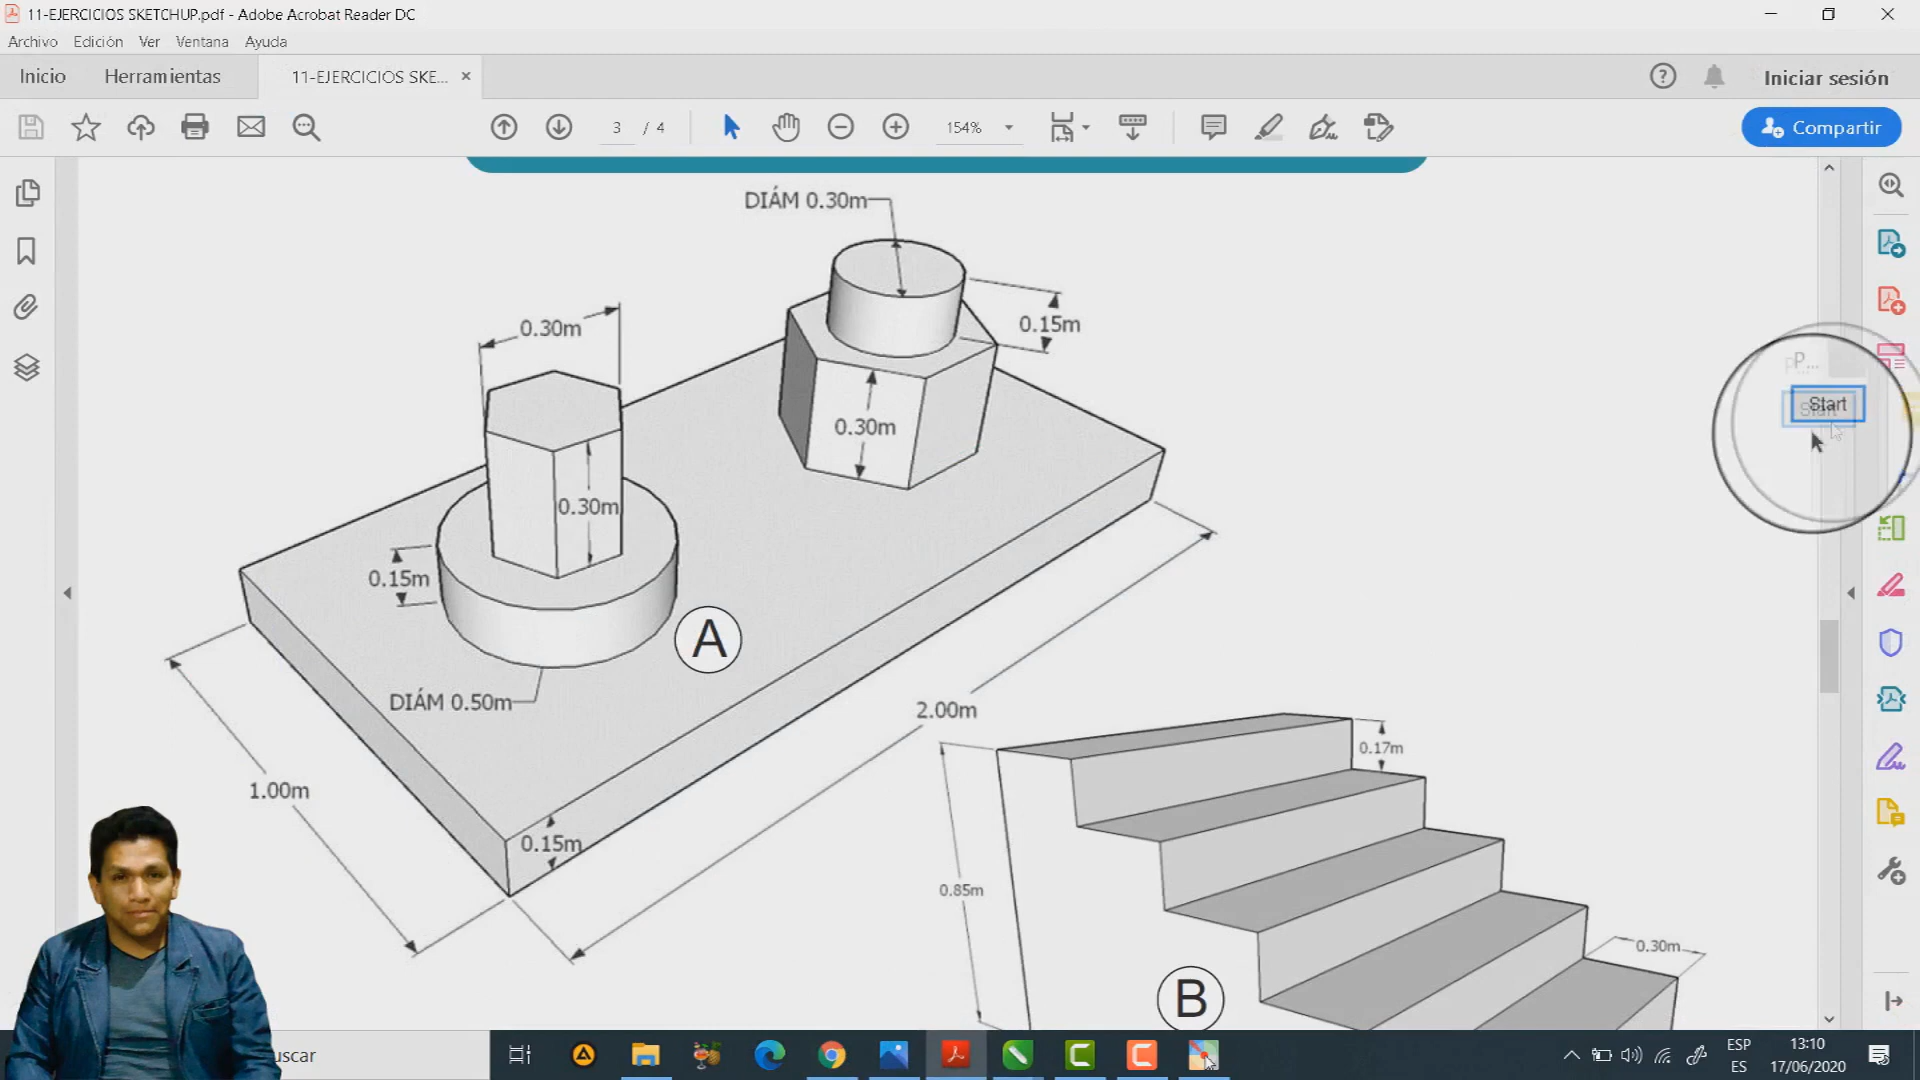 11-EJERCICIOS SKETCHUP.pdf - Adobe Acrobat Reader DC
Archivo Edición Ver Ventana Ayuda
Inicio Herramientas 11-EJERCICIOS SKE... × Iniciar sesión
3 / 4 154% Compartir
DIÁM 0.30m
0.30m
0.15m
P...
Start
0.30m
0.30m
0.15m
A
DIÁM 0.50m
2.00m
0.17m
1.00m
0.15m
0.85m
0.30m
B
uscar
ESP
ES
13:10
17/06/2020